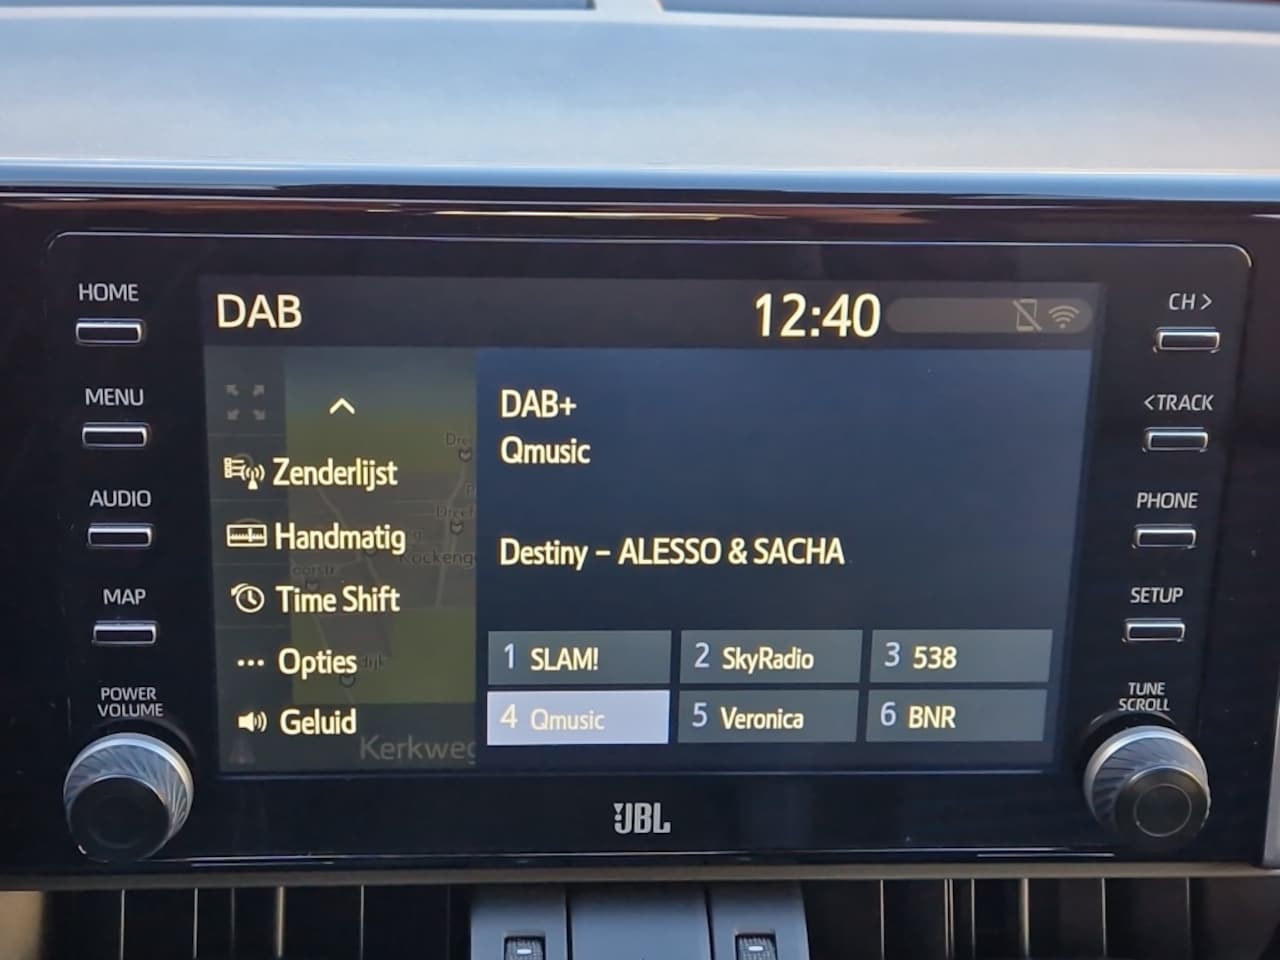 HOME
MENU
AUDIO
MAP
POWER
VOLUME
DAB
12:40
Zenderlijst
Handmatig
Time Shift
Opties
Geluid
Kockeng
Kerkweg
DAB+
Qmusic
Destiny – ALESSO & SACHA
1 SLAM!
2 SkyRadio
3 538
4 Qmusic
5 Veronica
6 BNR
CH >
< TRACK
PHONE
SETUP
TUNE
SCROLL
JBL